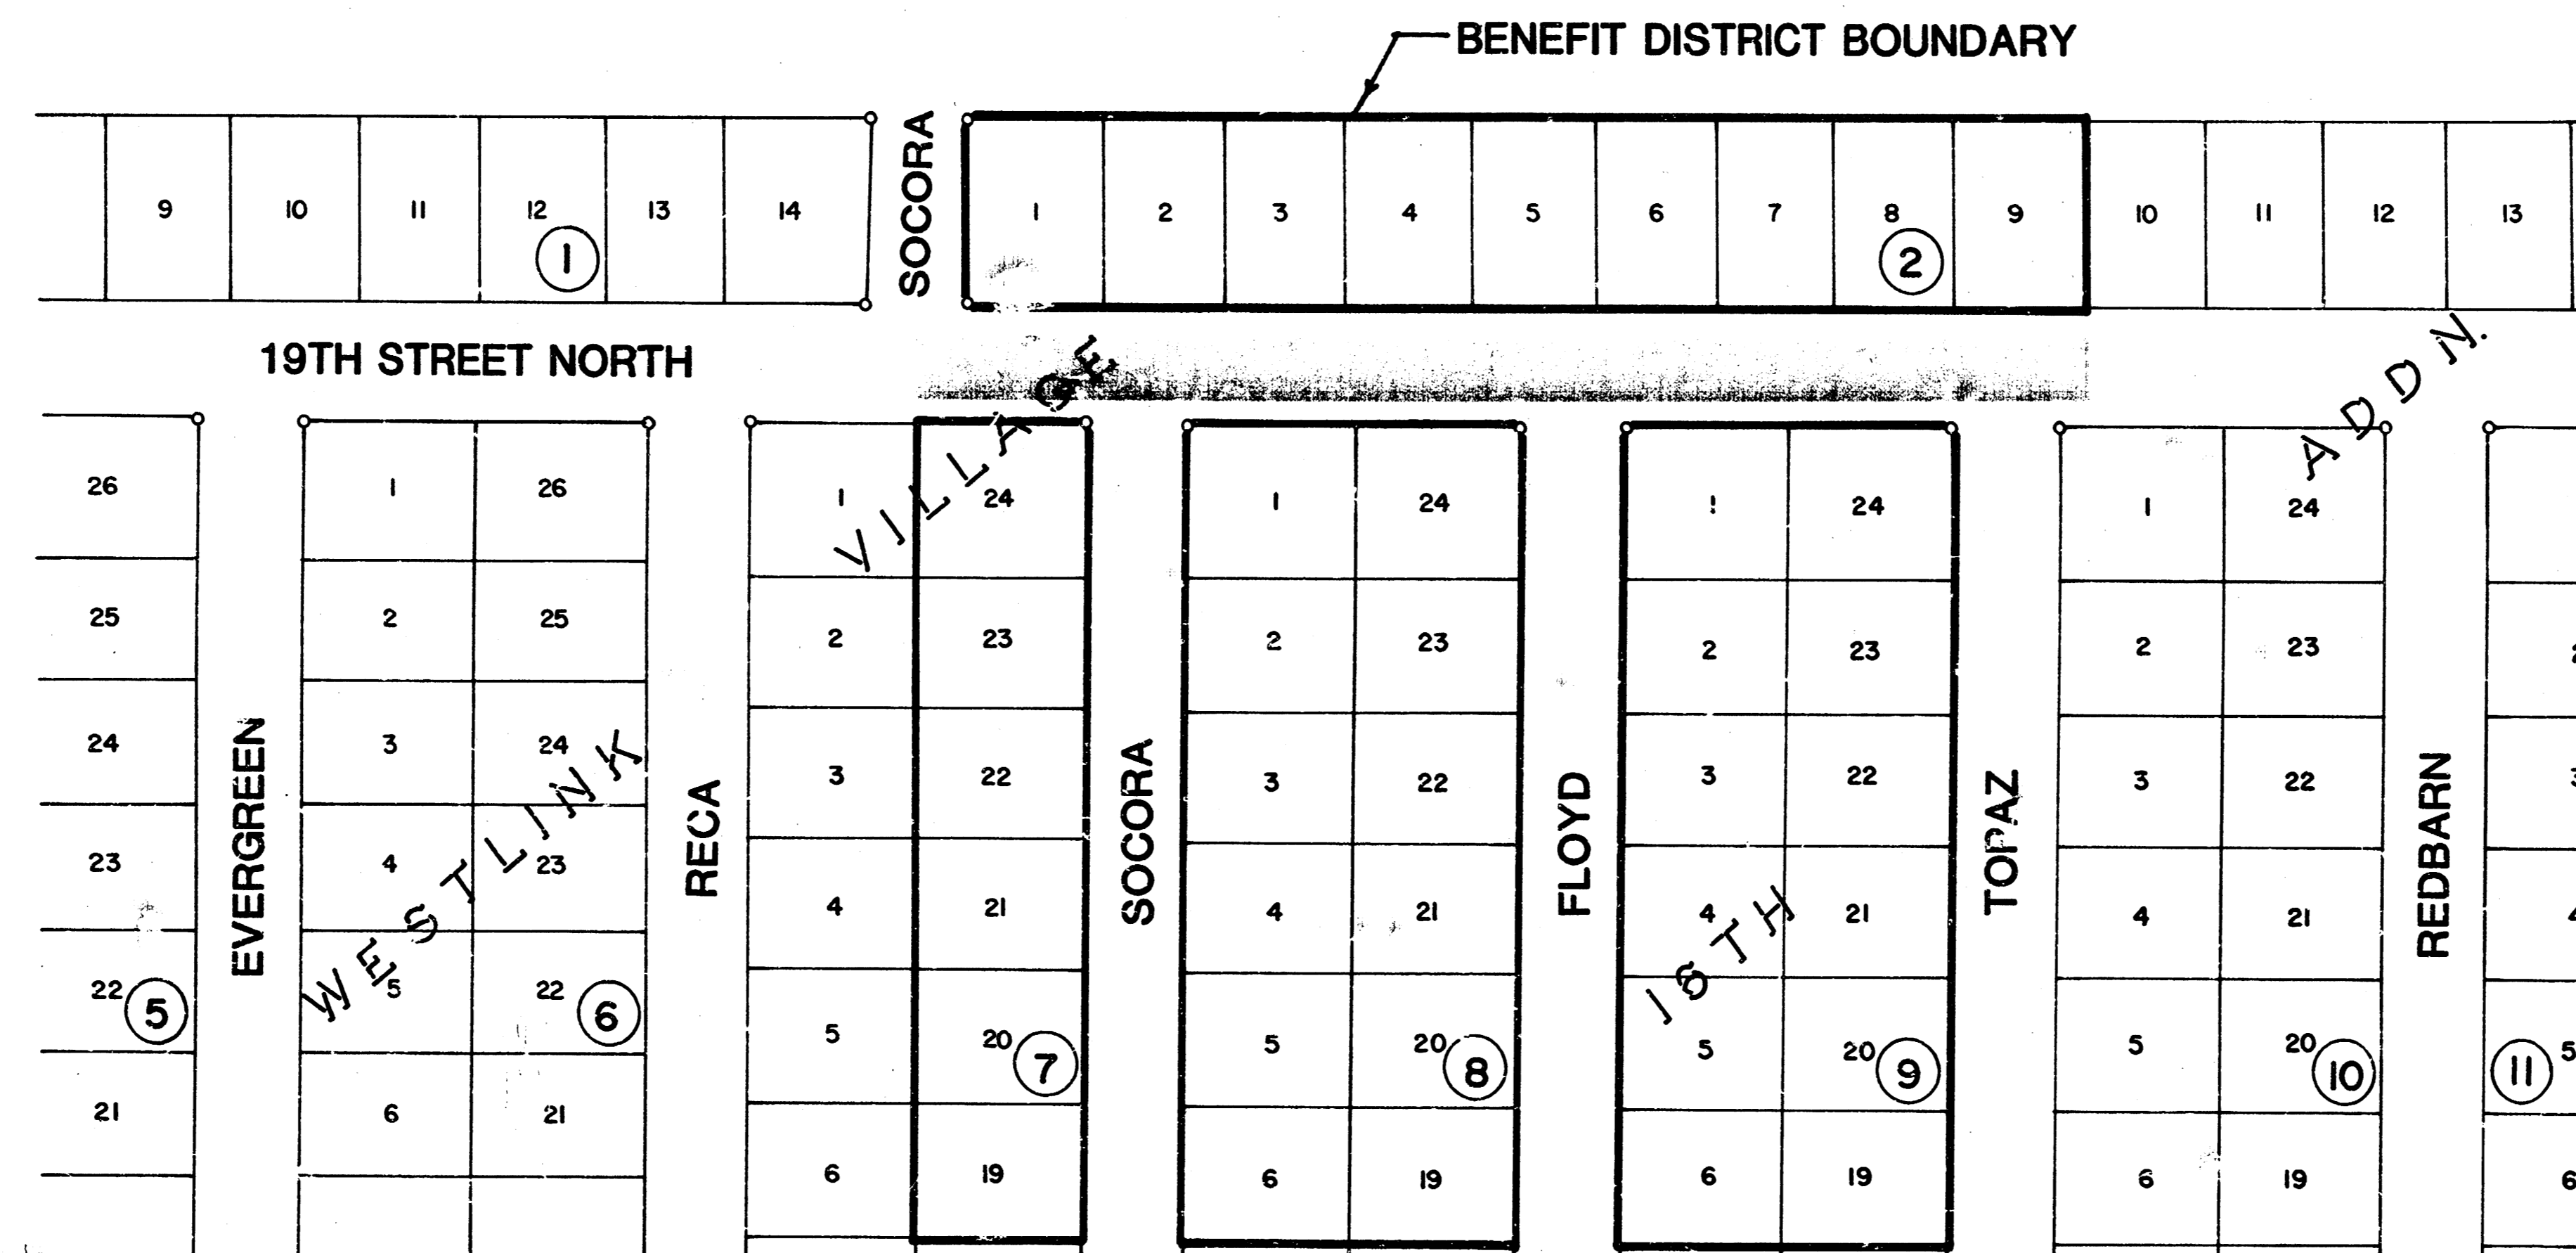 BENEFIT DISTRICT BOUNDARY
9 10 11 12 13 14 SOCORA 1 2 3 4 5 6 7 8 9 10 11 12 13
1 2
19TH STREET NORTH
26 1 26 1 24 1 24 1 24 1 24
25 2 25 2 23 2 23 2 23 2 23
24 3 24 3 22 3 22 3 22 3 22
EVERGREEN RECA SOCORA FLOYD TOPAZ REDBARN
23 4 23 4 21 4 21 4 21 4 21
22 5 5 22 6 5 20 7 5 20 8 5 20 9 5 20 10 11 5
21 6 21 6 19 6 19 6 19 6 19 6
WESTLINK VILLAGE
15TH ADDN.